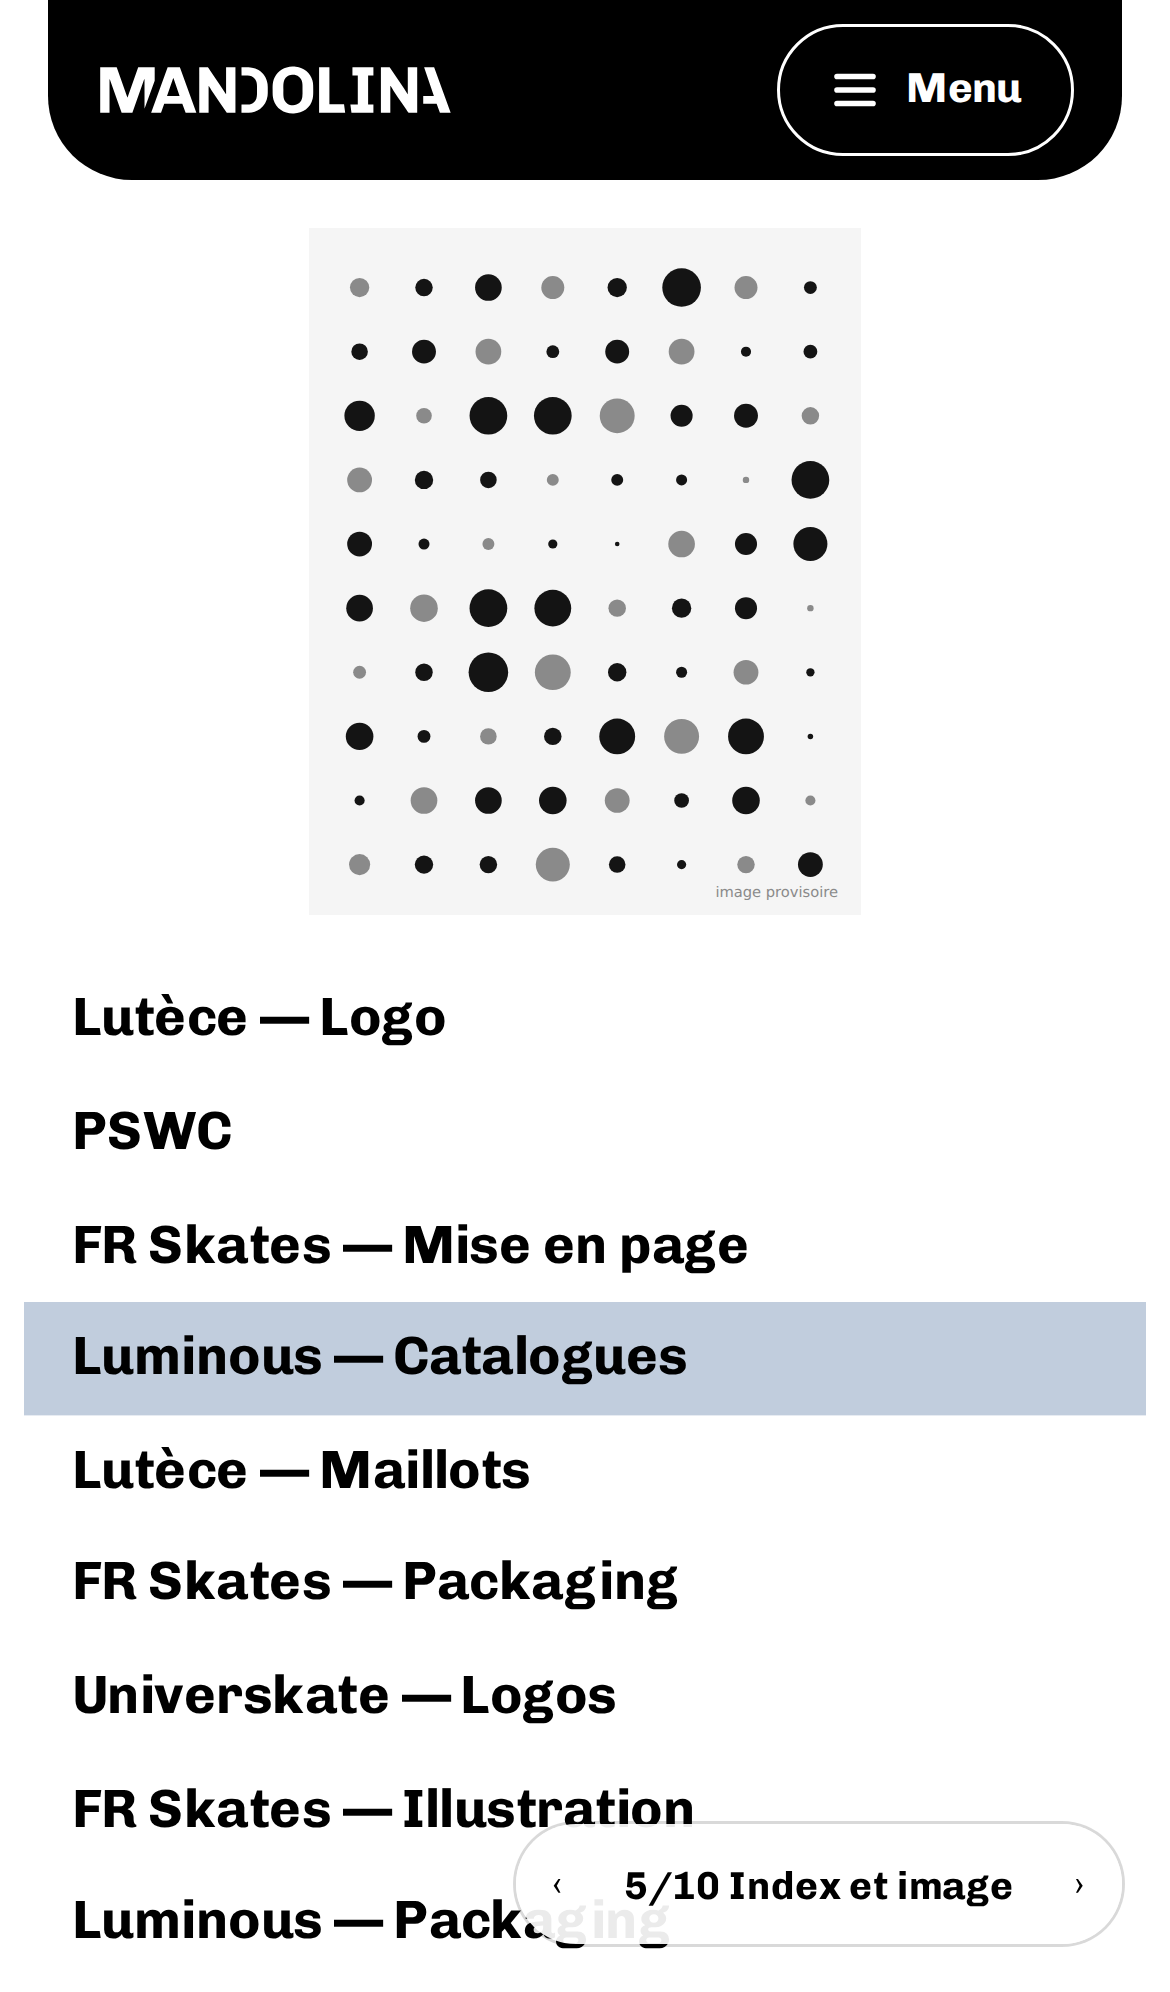 MANDOLINA
Menu
image provisoire
Lutèce — Logo
PSWC
FR Skates — Mise en page
Luminous — Catalogues
Lutèce — Maillots
FR Skates — Packaging
Universkate — Logos
FR Skates — Illustration
Luminous — Packaging
‹ 5/10 Index et image ›